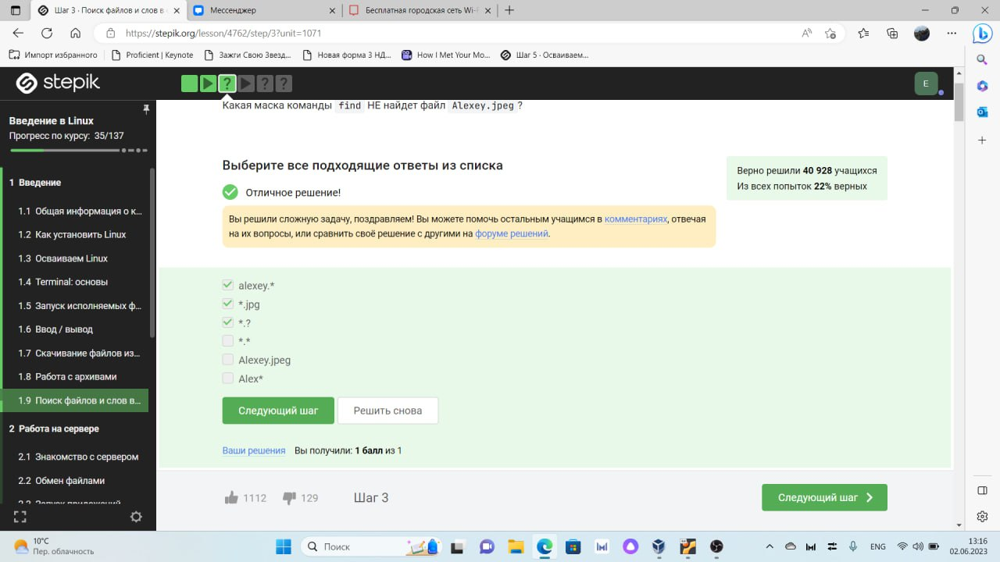 Шаг 3 · Поиск файлов и слов
Мессенджер
Бесплатная городская сеть Wi-F
https://stepik.org/lesson/4762/step/3?unit=1071
Импорт избранного
Proficient | Keynote
Зажги Свою Звезд...
Новая форма 3 НД...
How I Met Your Mo...
Шаг 5 · Осваиваем...
stepik
E
Введение в Linux
Прогресс по курсу: 35/137
1 Введение
1.1 Общая информация о к...
1.2 Как установить Linux
1.3 Осваиваем Linux
1.4 Terminal: основы
1.5 Запуск исполняемых ф...
1.6 Ввод / вывод
1.7 Скачивание файлов из...
1.8 Работа с архивами
1.9 Поиск файлов и слов в...
2 Работа на сервере
2.1 Знакомство с сервером
2.2 Обмен файлами
2.3 Запуск приложений
Какая маска команды find НЕ найдет файл Alexey.jpeg ?
Выберите все подходящие ответы из списка
Отличное решение!
Вы решили сложную задачу, поздравляем! Вы можете помочь остальным учащимся в комментариях, отвечая
на их вопросы, или сравнить своё решение с другими на форуме решений.
Верно решили 40 928 учащихся
Из всех попыток 22% верных
alexey.*
*.jpg
*.?
*.*
Alexey.jpeg
Alex*
Следующий шаг
Решить снова
Ваши решения Вы получили: 1 балл из 1
1112
129
Шаг 3
Следующий шаг
10°C
Пер. облачность
Поиск
ENG
13:16
02.06.2023